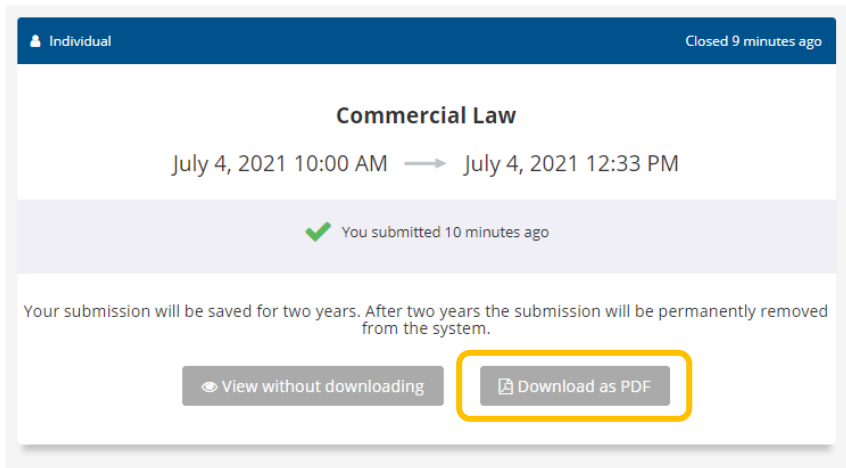 Individual
Closed 9 minutes ago
Commercial Law
July 4, 2021 10:00 AM
July 4, 2021 12:33 PM
You submitted 10 minutes ago
Your submission will be saved for two years. After two years the submission will be permanently removed
from the system.
View without downloading
Download as PDF